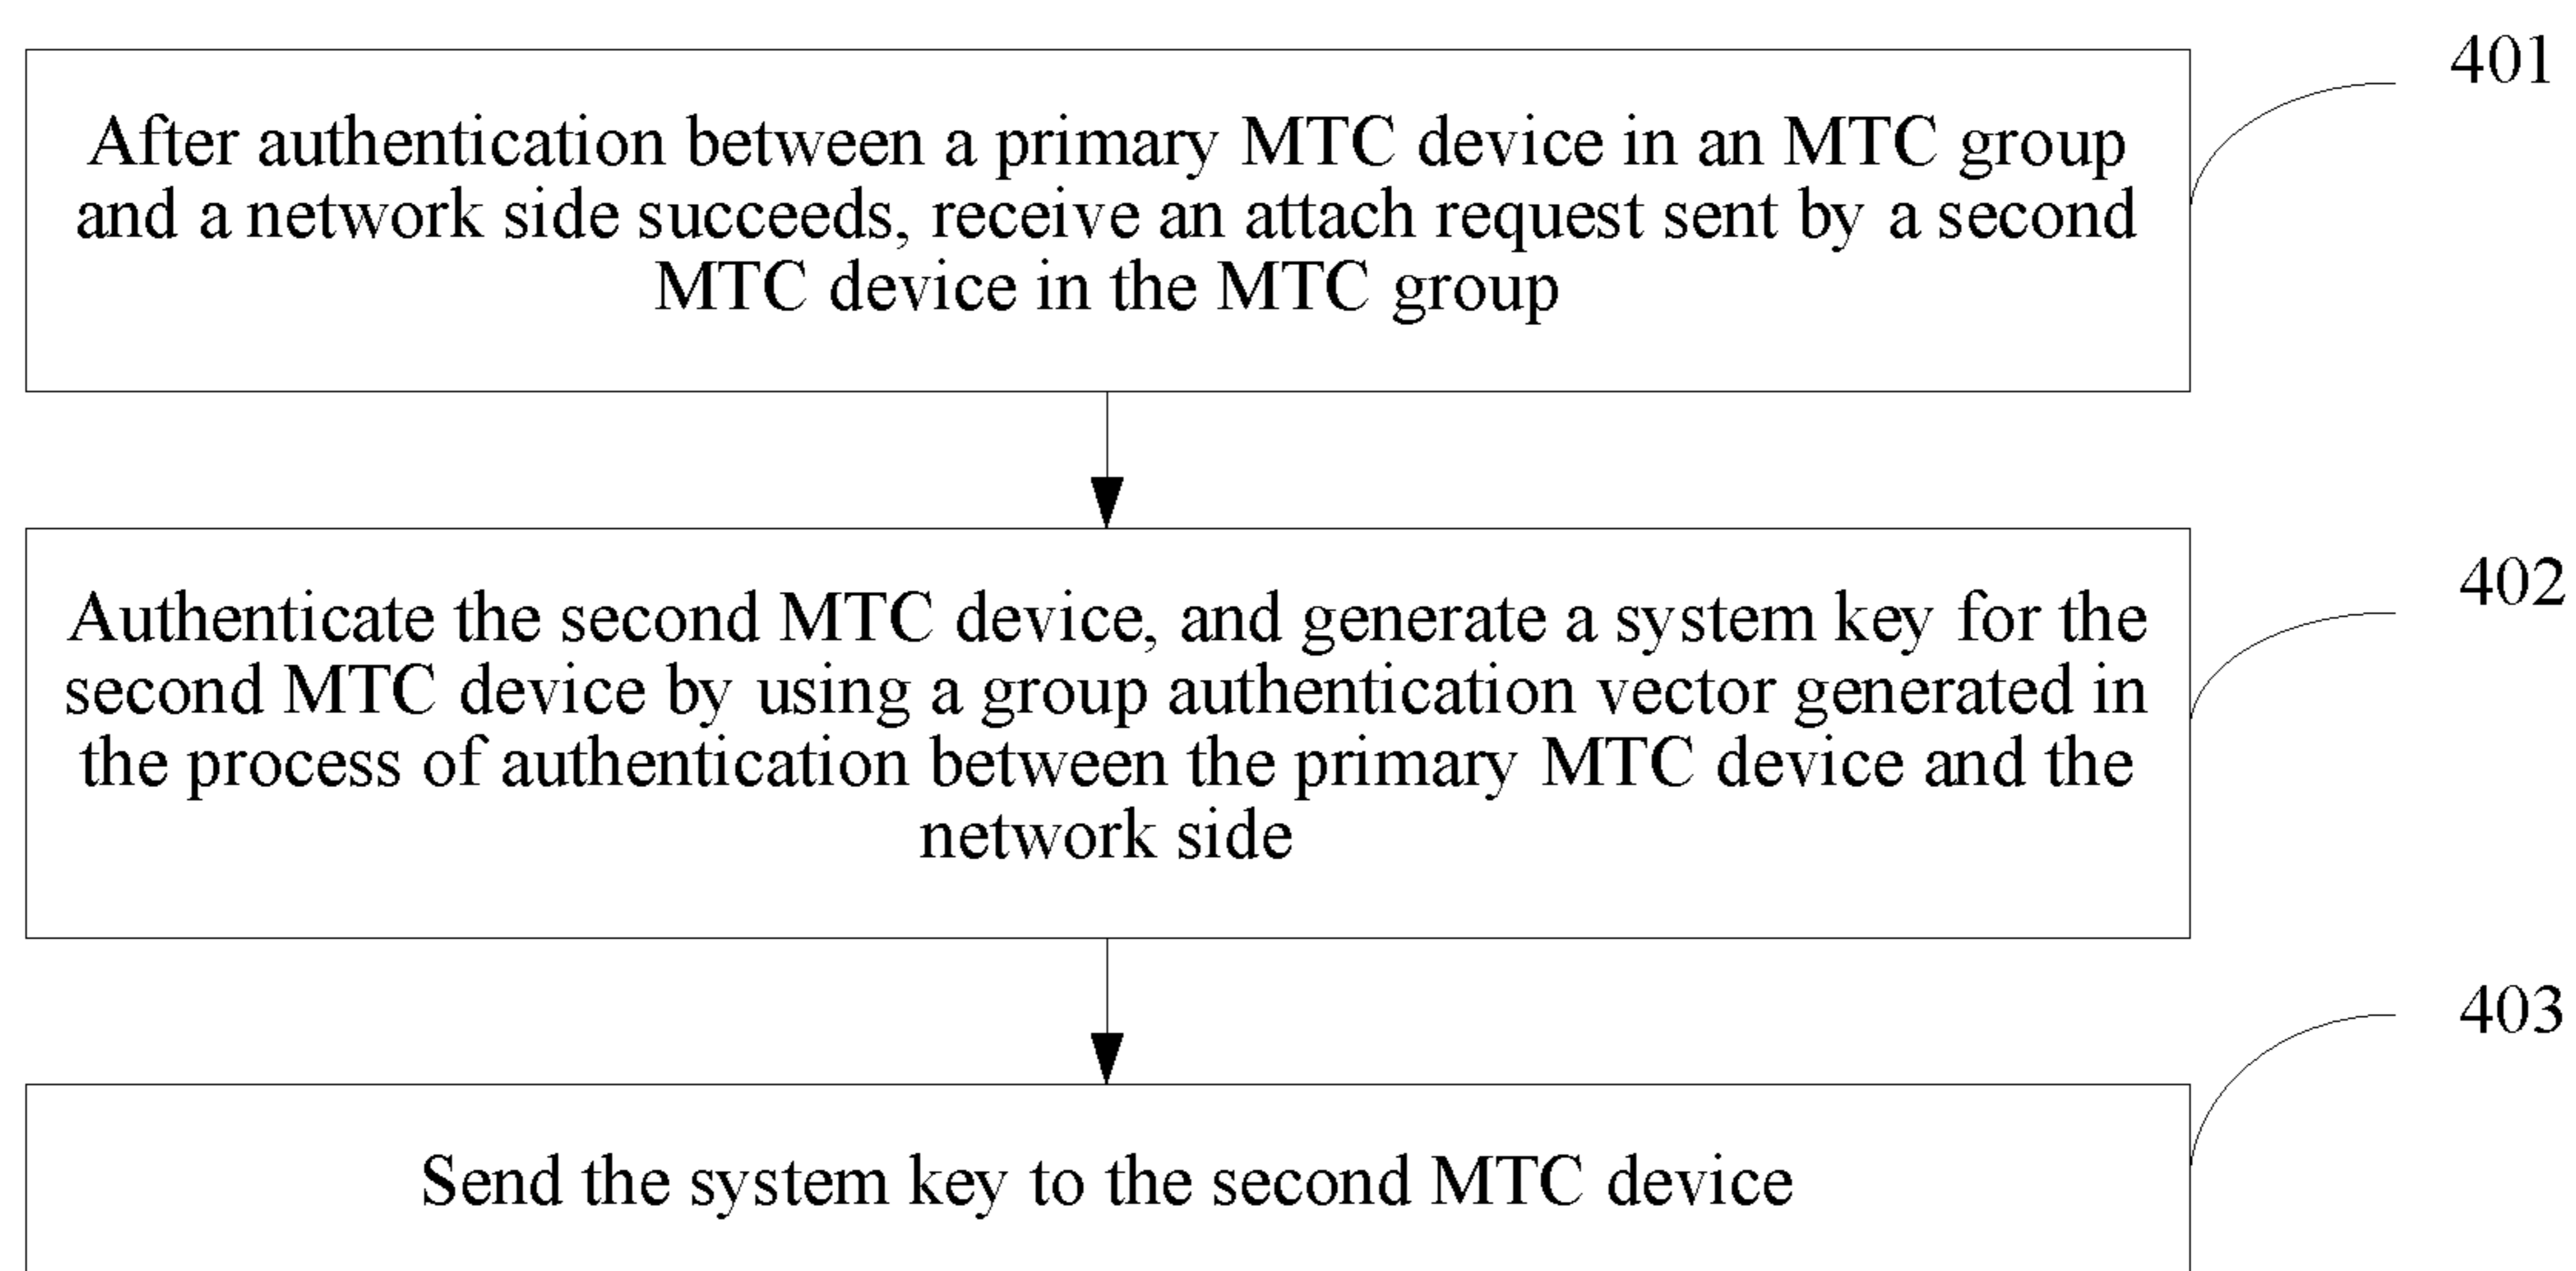 401
After authentication between a primary MTC device in an MTC group
and a network side succeeds, receive an attach request sent by a second
MTC device in the MTC group
402
Authenticate the second MTC device, and generate a system key for the
second MTC device by using a group authentication vector generated in
the process of authentication between the primary MTC device and the
network side
403
Send the system key to the second MTC device